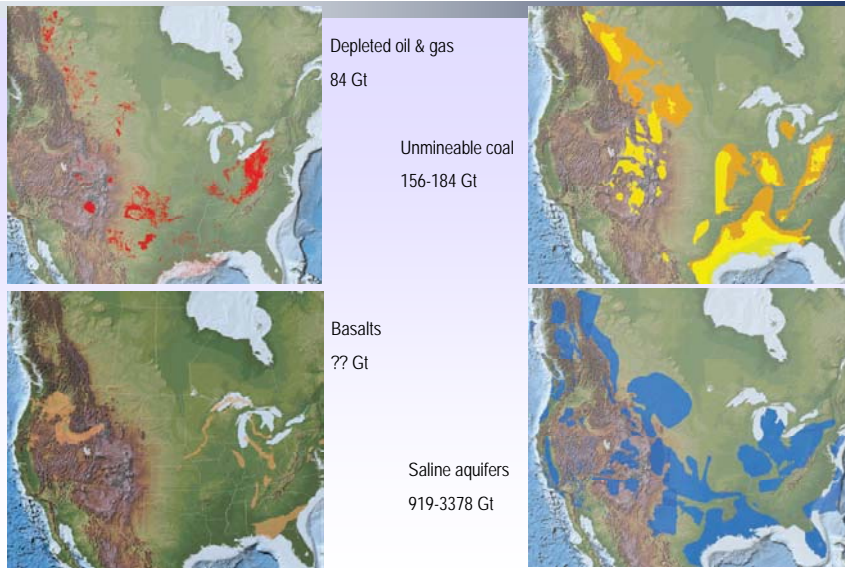 Depleted oil & gas
84 Gt
Unmineable coal
156-184 Gt
Basalts
?? Gt
Saline aquifers
919-3378 Gt